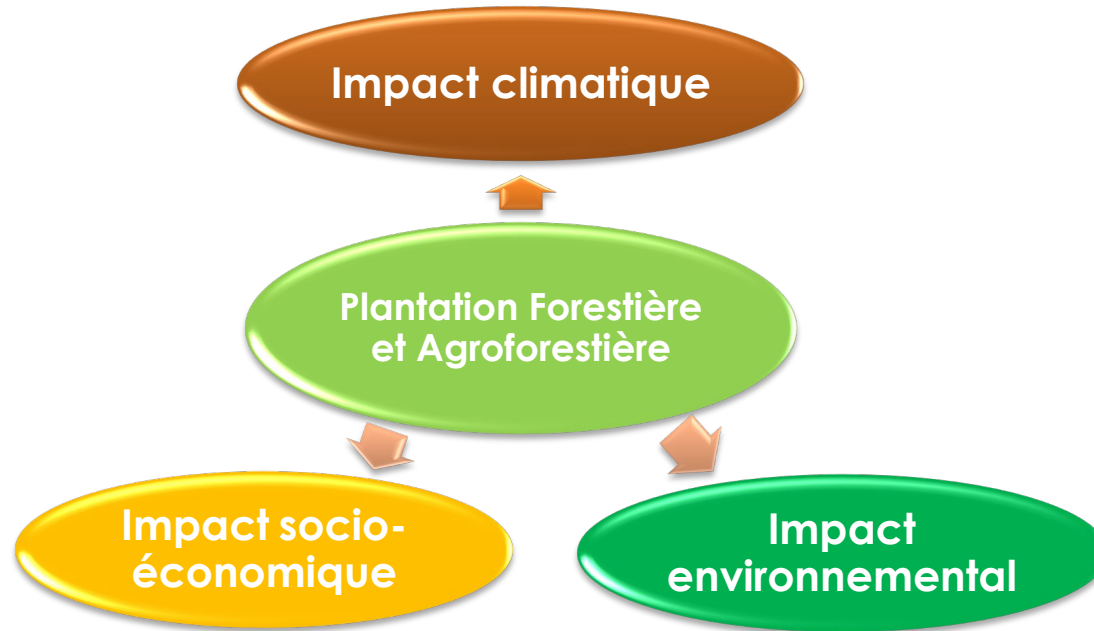 Impact climatique
Plantation Forestière
et Agroforestière
Impact socio-
économique
Impact
environnemental